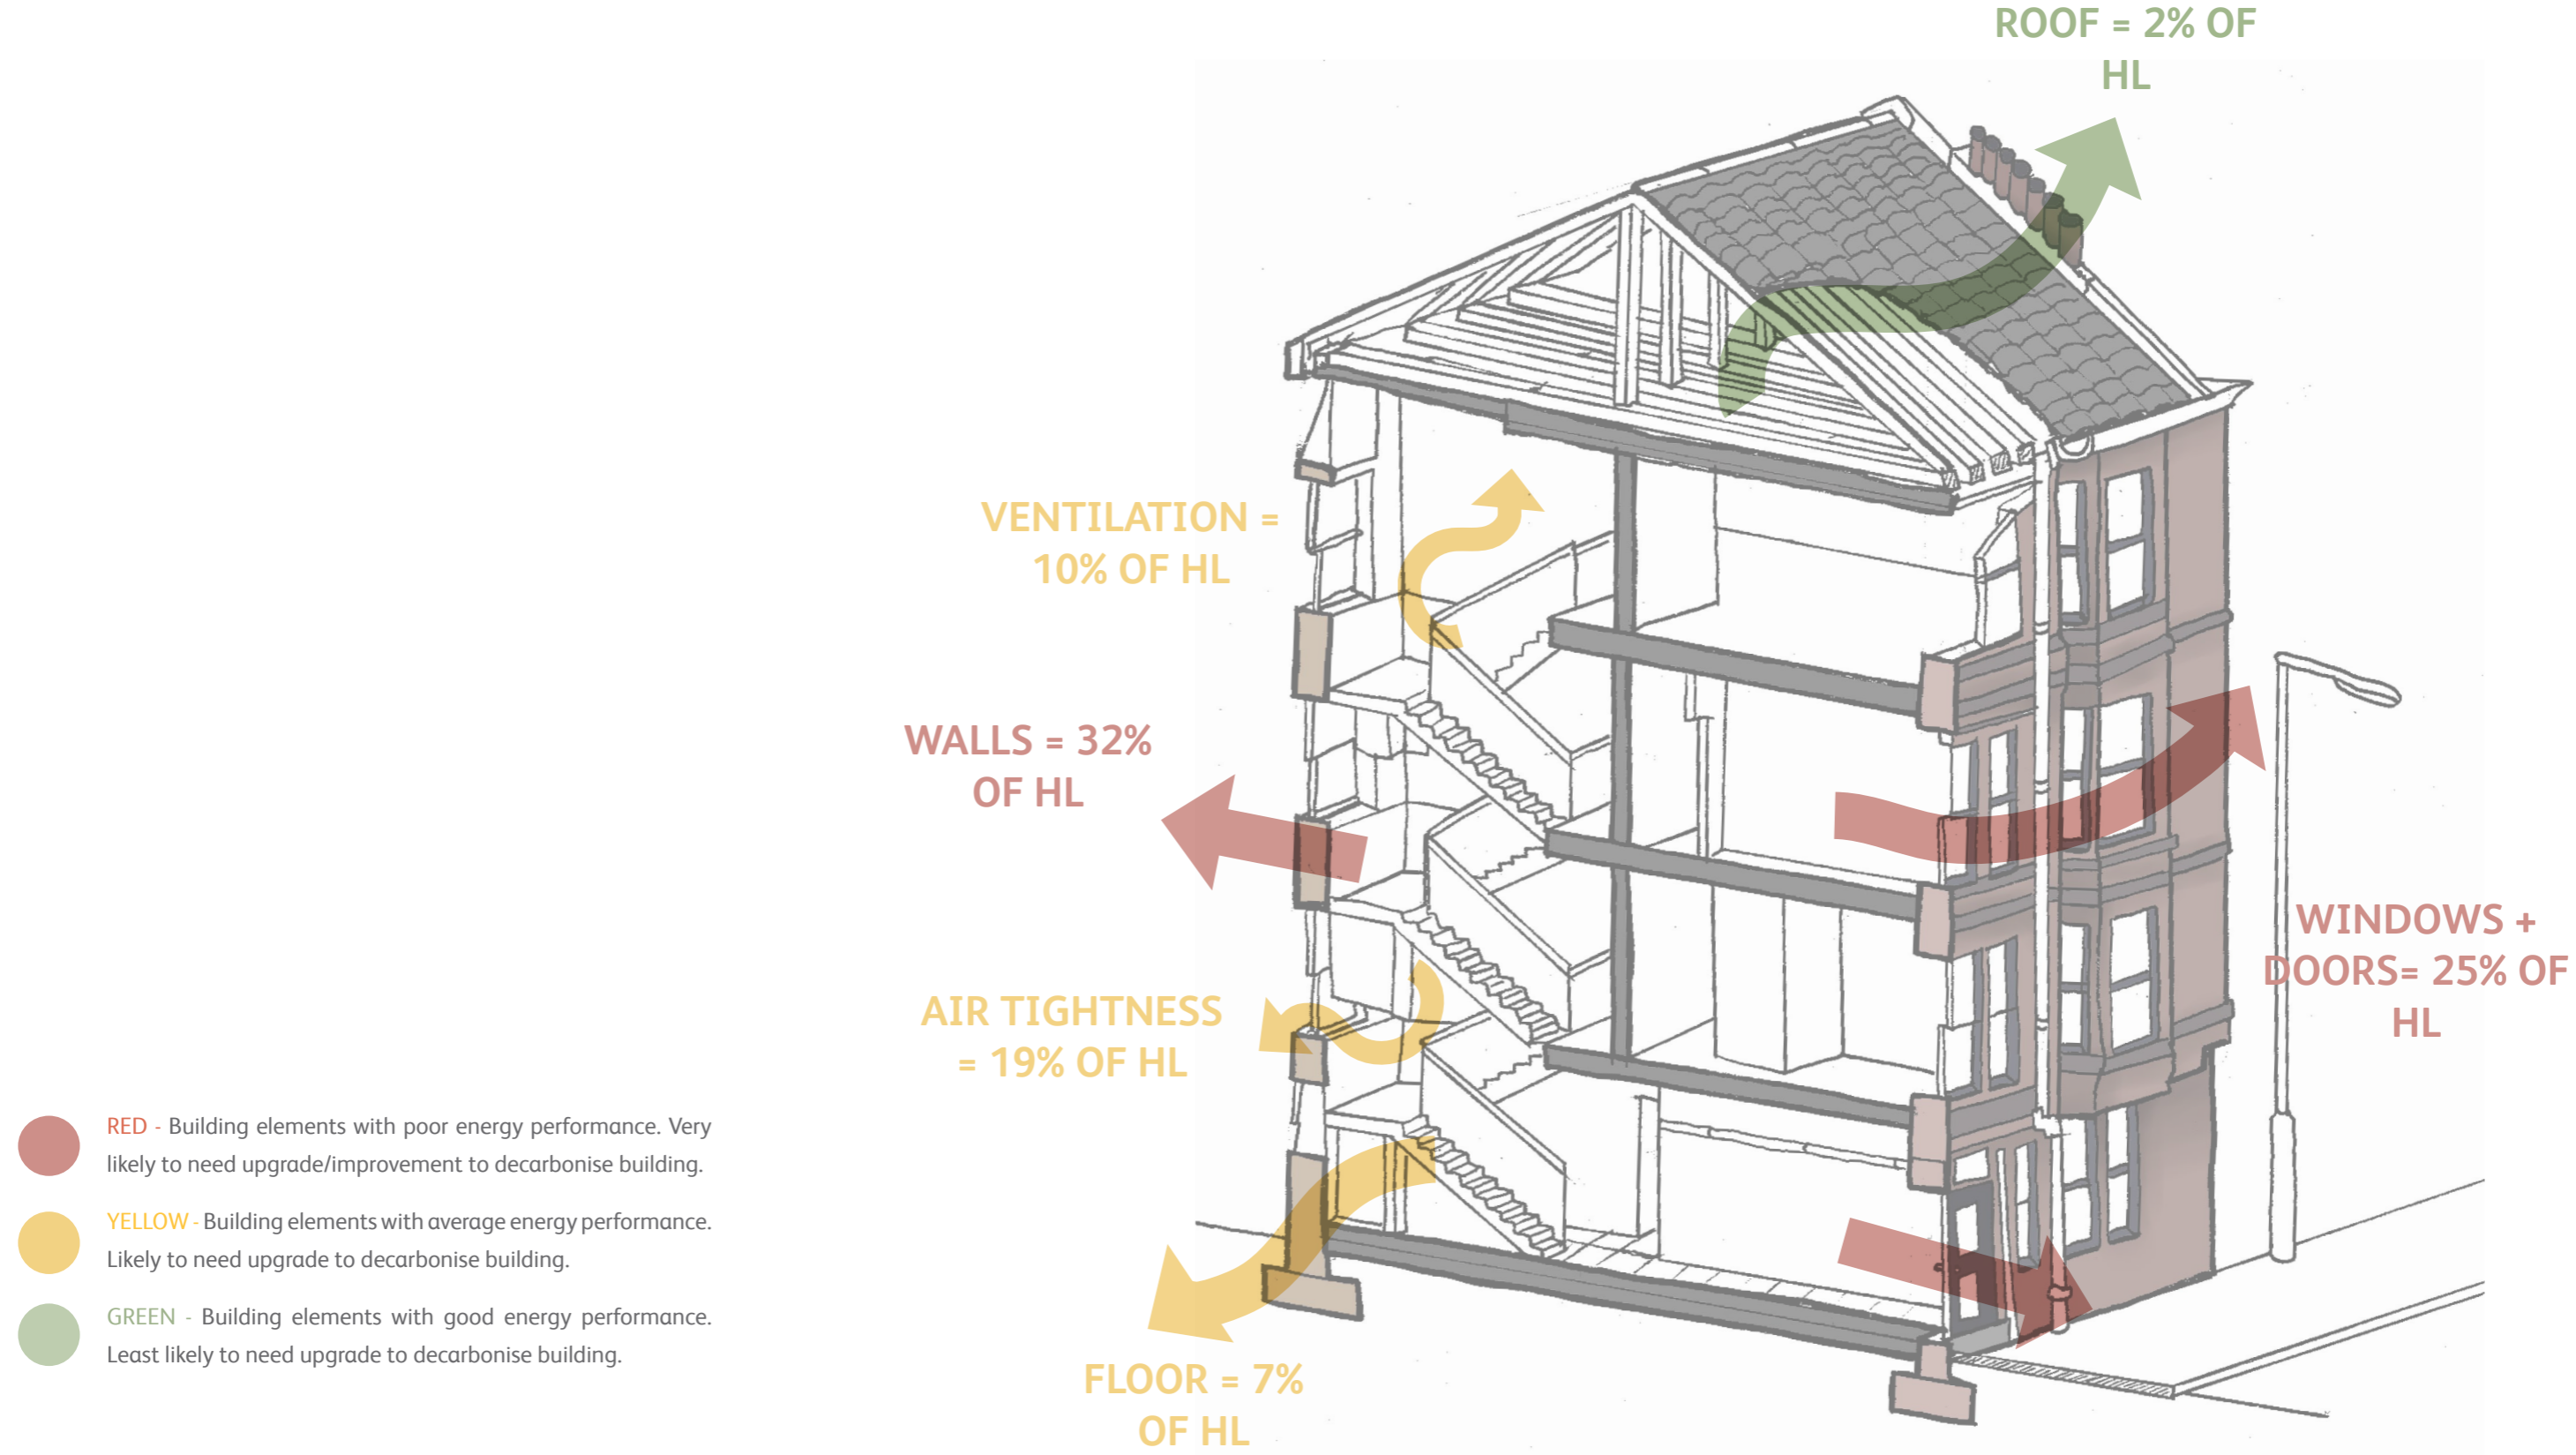 ROOF = 2% OF
HL
VENTILATION =
10% OF HL
WALLS = 32%
OF HL
WINDOWS +
DOORS= 25% OF
HL
AIR TIGHTNESS
= 19% OF HL
FLOOR = 7%
OF HL
RED - Building elements with poor energy performance. Very
likely to need upgrade/improvement to decarbonise building.
YELLOW - Building elements with average energy performance.
Likely to need upgrade to decarbonise building.
GREEN - Building elements with good energy performance.
Least likely to need upgrade to decarbonise building.